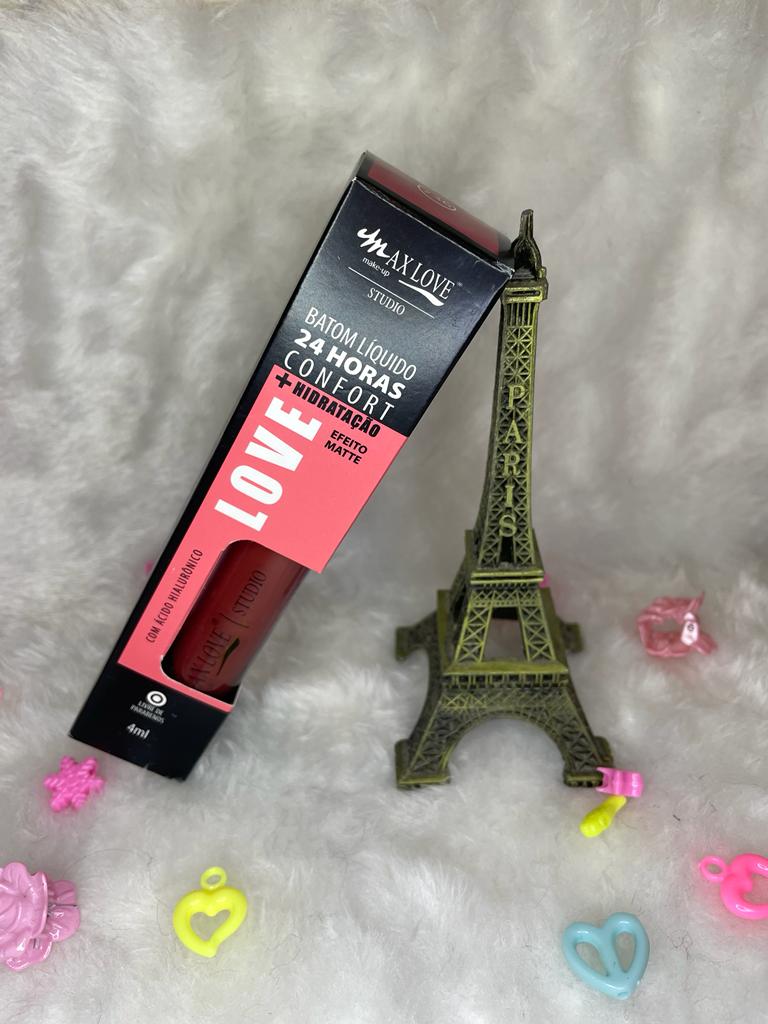 MAX LOVE
make-up
STUDIO
BATOM LÍQUIDO
24 HORAS
CONFORT
+ HIDRATAÇÃO
LOVE
EFEITO
MATTE
COM ÁCIDO HIALURÔNICO
AX LOVE | STUDIO
LIVRE DE
PARABENOS
4ml
PARIS